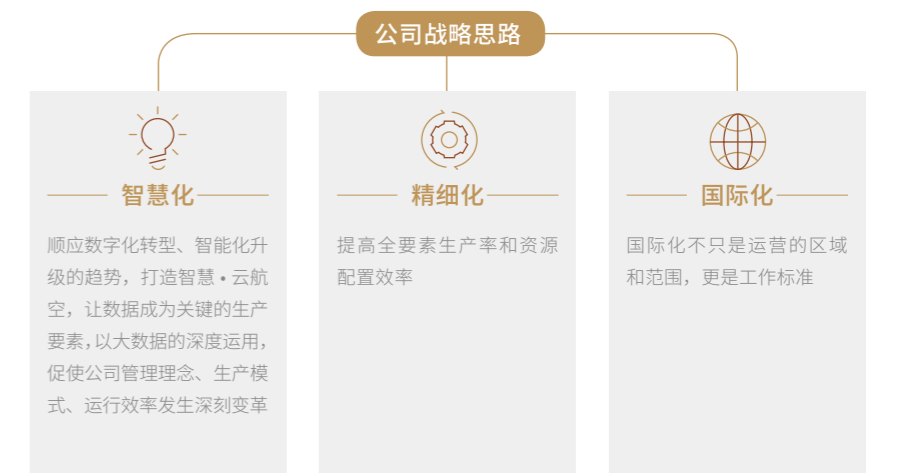 公司战略思路
智慧化
顺应数字化转型、智能化升
级的趋势，打造智慧·云航
空，让数据成为关键的生产
要素，以大数据的深度运用，
促使公司管理理念、生产模
式、运行效率发生深刻变革
精细化
提高全要素生产率和资源
配置效率
国际化
国际化不只是运营的区域
和范围，更是工作标准